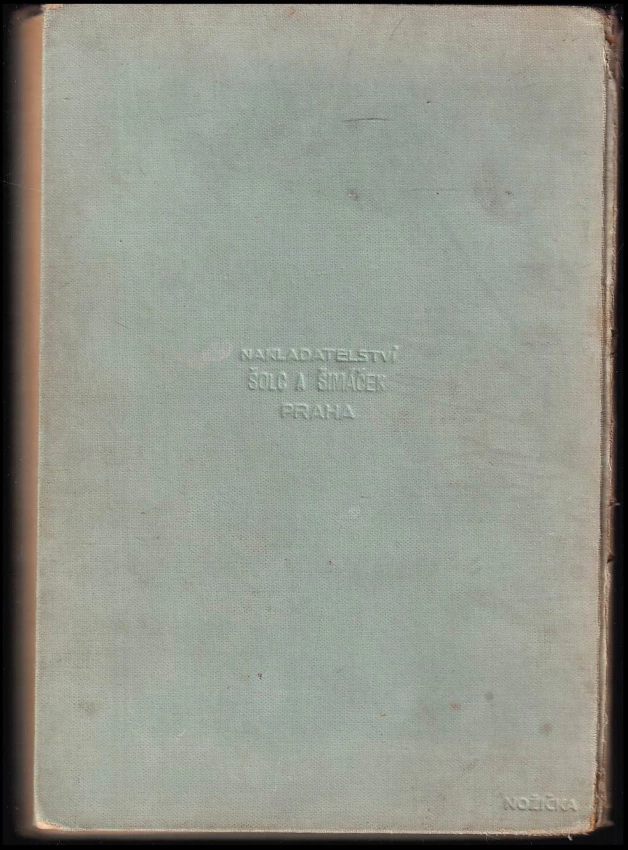 NAKLADATELSTVÍ
ŠOLC A ŠIMÁČEK
PRAHA
NOŽIČKA